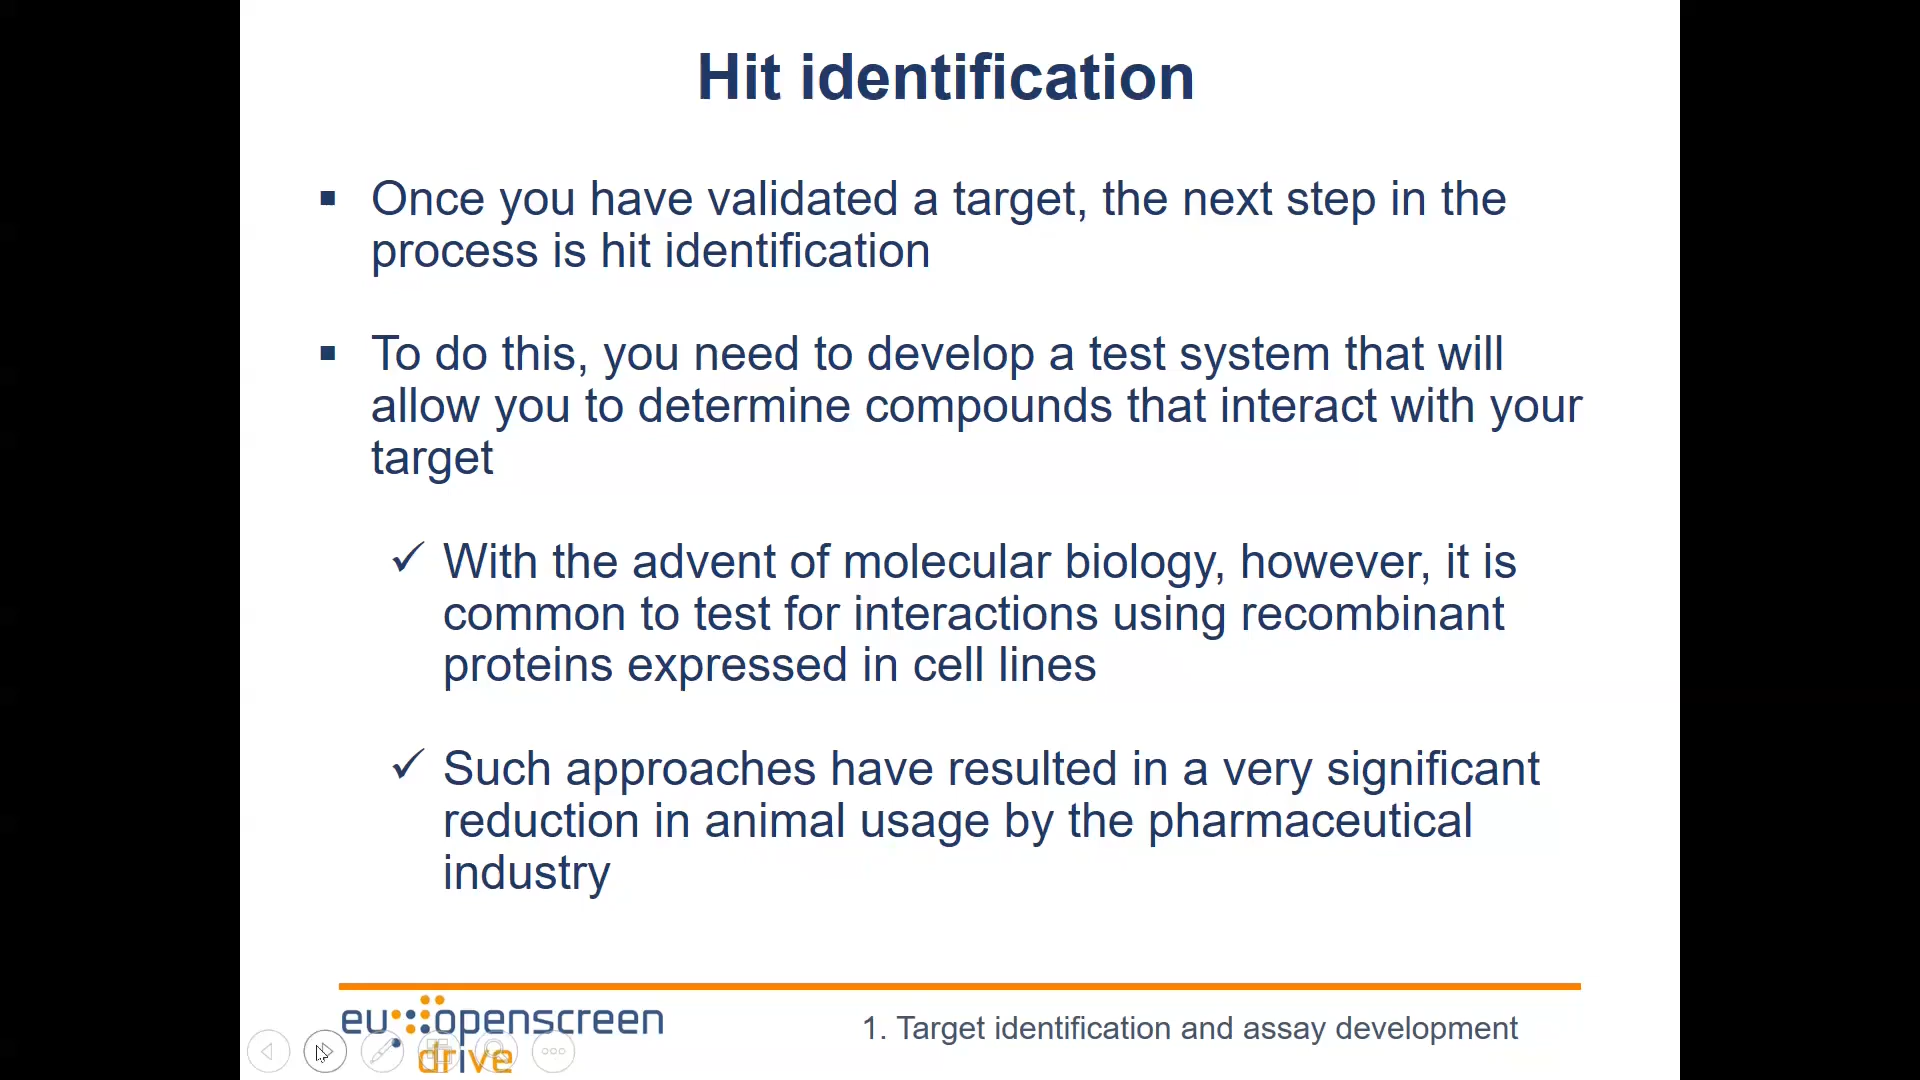 Hit identification
Once you have validated a target, the next step in the
process is hit identification
To do this, you need to develop a test system that will
allow you to determine compounds that interact with your
target
With the advent of molecular biology, however, it is
common to test for interactions using recombinant
proteins expressed in cell lines
Such approaches have resulted in a very significant
reduction in animal usage by the pharmaceutical
industry
eu openscreen
drive
1. Target identification and assay development